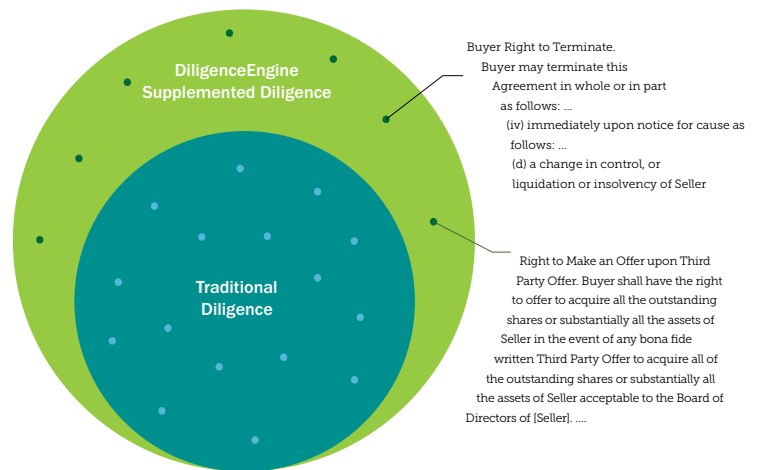 DiligenceEngine
Supplemented Diligence
Traditional
Diligence
Buyer Right to Terminate.
Buyer may terminate this
Agreement in whole or in part
as follows: ...
(iv) immediately upon notice for cause as
follows: ...
(d) a change in control, or
liquidation or insolvency of Seller
Right to Make an Offer upon Third
Party Offer. Buyer shall have the right
to offer to acquire all the outstanding
shares or substantially all the assets of
Seller in the event of any bona fide
written Third Party Offer to acquire all of
the outstanding shares or substantially all
the assets of Seller acceptable to the Board of
Directors of [Seller]. ....